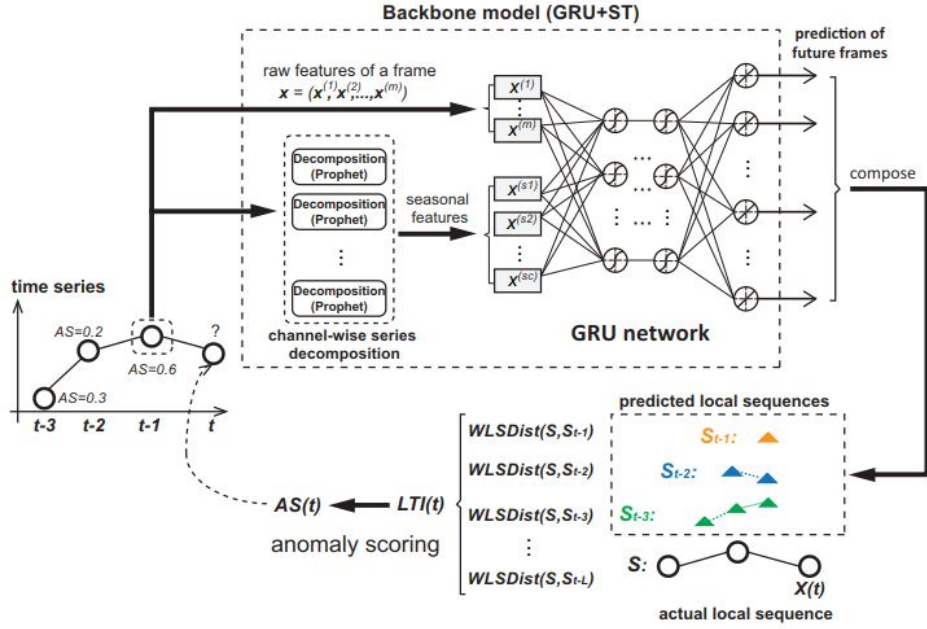 Backbone model (GRU+ST)
prediction of
future frames
raw features of a frame
x = (x⁽¹⁾, x⁽²⁾,..., x⁽ᵐ⁾)
X⁽¹⁾
⋮
X⁽ᵐ⁾
...
Decomposition
(Prophet)
Decomposition
(Prophet)
⋮
Decomposition
(Prophet)
seasonal
features
X⁽ˢ¹⁾
X⁽ˢ²⁾
⋮
X⁽ˢᶜ⁾
...
⋮ ... ⋮
⋮
compose
channel-wise series
decomposition
GRU network
time series
AS=0.2
?
AS=0.6
AS=0.3
t-3 t-2 t-1 t
predicted local sequences
WLSDist(S,Sₜ₋₁)
Sₜ₋₁:
WLSDist(S,Sₜ₋₂)
Sₜ₋₂:
AS(t)
LTI(t)
WLSDist(S,Sₜ₋₃)
Sₜ₋₃:
anomaly scoring
⋮
WLSDist(S,Sₜ₋L)
S:
X(t)
actual local sequence